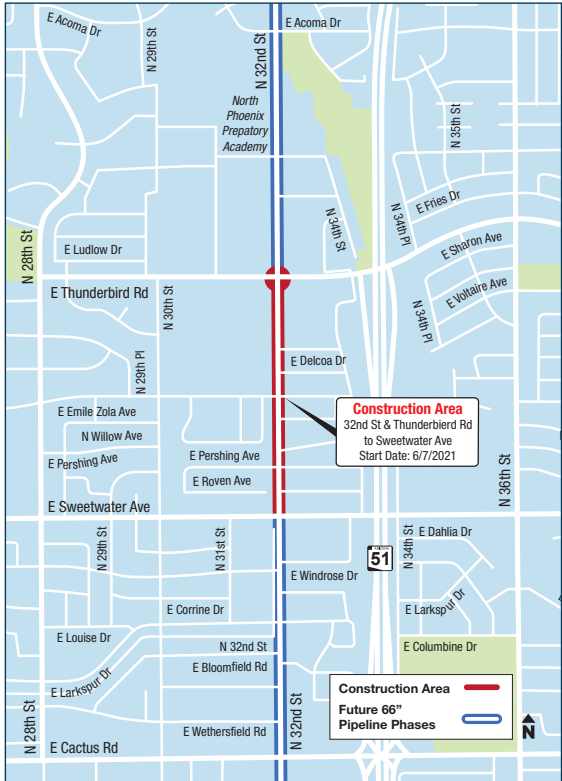 E Acoma Dr
E Acoma Dr
N 29th St
N 32nd St
North
Phoenix
Prepatory
Academy
N 35th St
E Fries Dr
N 34th Pl
N 34th St
E Sharon Ave
E Ludlow Dr
N 28th St
E Thunderbird Rd
N 30th St
E Voltaire Ave
N 34th Pl
E Delcoa Dr
N 29th Pl
Construction Area
32nd St & Thunbierd Rd
to Sweetwater Ave
Start Date: 6/7/2021
E Emile Zola Ave
N Willow Ave
E Pershing Ave
E Pershing Ave
E Roven Ave
N 36th St
E Sweetwater Ave
N 29th St
N 31st St
E Dahlia Dr
N 34th St
ARIZONA
51
E Windrose Dr
E Corrine Dr
E Larkspur Dr
E Louise Dr
N 32nd St
E Columbine Dr
E Bloomfield Rd
E Larkspur Dr
N 28th St
N 32nd St
E Wethersfield Rd
E Cactus Rd
Construction Area
Future 66”
Pipeline Phases
N